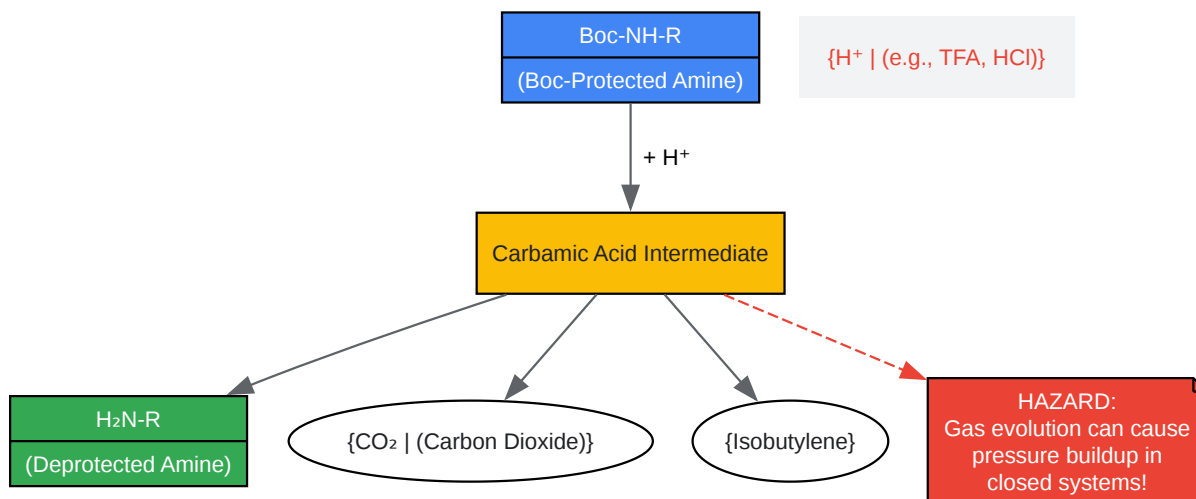 Boc-NH-R
(Boc-Protected Amine)
{H⁺ | (e.g., TFA, HCl)}
+ H⁺
Carbamic Acid Intermediate
H₂N-R
(Deprotected Amine)
{CO₂ | (Carbon Dioxide)}
{Isobutylene}
HAZARD:
Gas evolution can cause
pressure buildup in
closed systems!